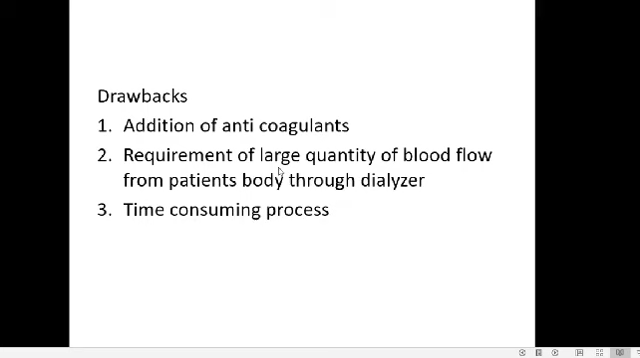 Drawbacks
1. Addition of anti coagulants
2. Requirement of large quantity of blood flow
from patients body through dialyzer
3. Time consuming process